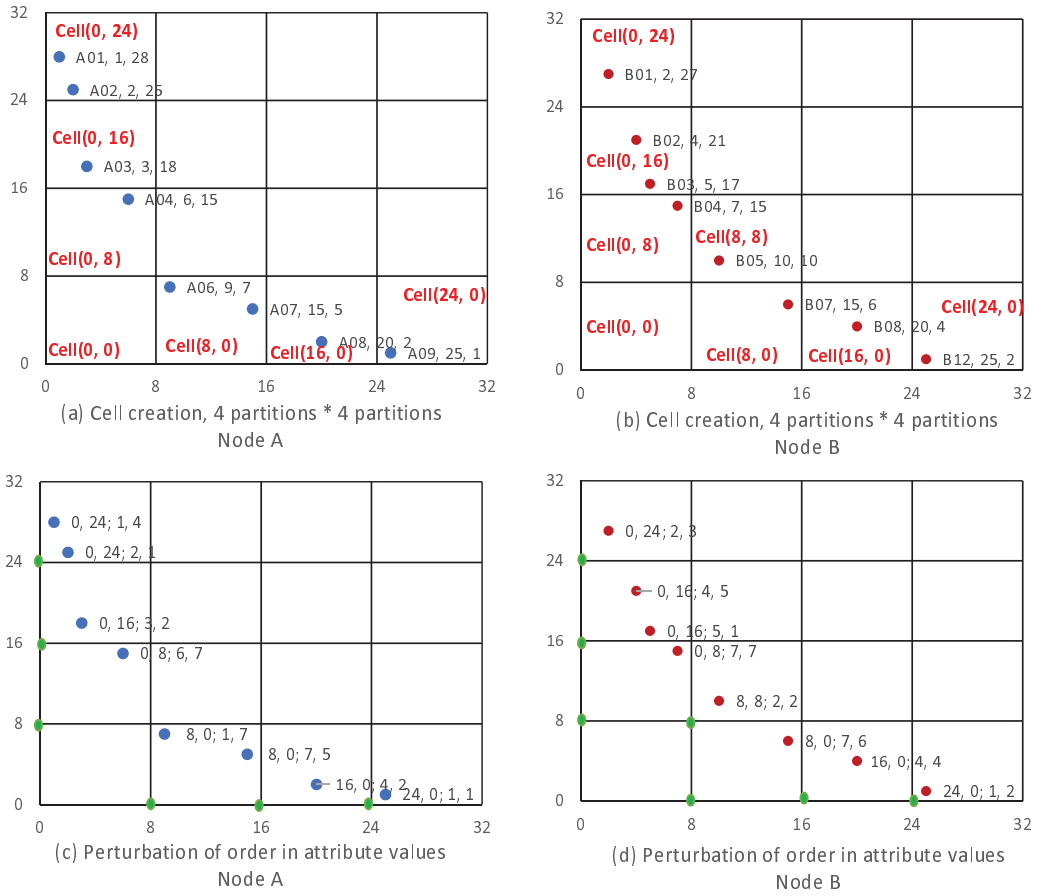 32
Cell(0, 24)
A01, 1, 28
A02, 2, 25
24
Cell(0, 16)
A03, 3, 18
16
A04, 6, 15
Cell(0, 8)
8
A06, 9, 7
Cell(24, 0)
A07, 15, 5
Cell(0, 0)
Cell(8, 0)
A08, 20, 2
Cell(16, 0)
A09, 25, 1
0
0 8 16 24 32
(a) Cell creation, 4 partitions * 4 partitions
Node A
32
Cell(0, 24)
B01, 2, 27
24
B02, 4, 21
Cell(0, 16)
B03, 5, 17
16
B04, 7, 15
Cell(8, 8)
Cell(0, 8)
B05, 10, 10
8
B07, 15, 6
Cell(24, 0)
Cell(0, 0)
B08, 20, 4
Cell(8, 0)
Cell(16, 0)
B12, 25, 2
0
0 8 16 24 32
(b) Cell creation, 4 partitions * 4 partitions
Node B
32
0, 24; 1, 4
0, 24; 2, 1
24
0, 16; 3, 2
16
0, 8; 6, 7
8
8, 0; 1, 7
8, 0; 7, 5
16, 0; 4, 2
24, 0; 1, 1
0
0 8 16 24 32
(c) Perturbation of order in attribute values
Node A
32
0, 24; 2, 3
24
0, 16; 4, 5
0, 16; 5, 1
16
0, 8; 7, 7
8, 8; 2, 2
8
8, 0; 7, 6
16, 0; 4, 4
24, 0; 1, 2
0
0 8 16 24 32
(d) Perturbation of order in attribute values
Node B